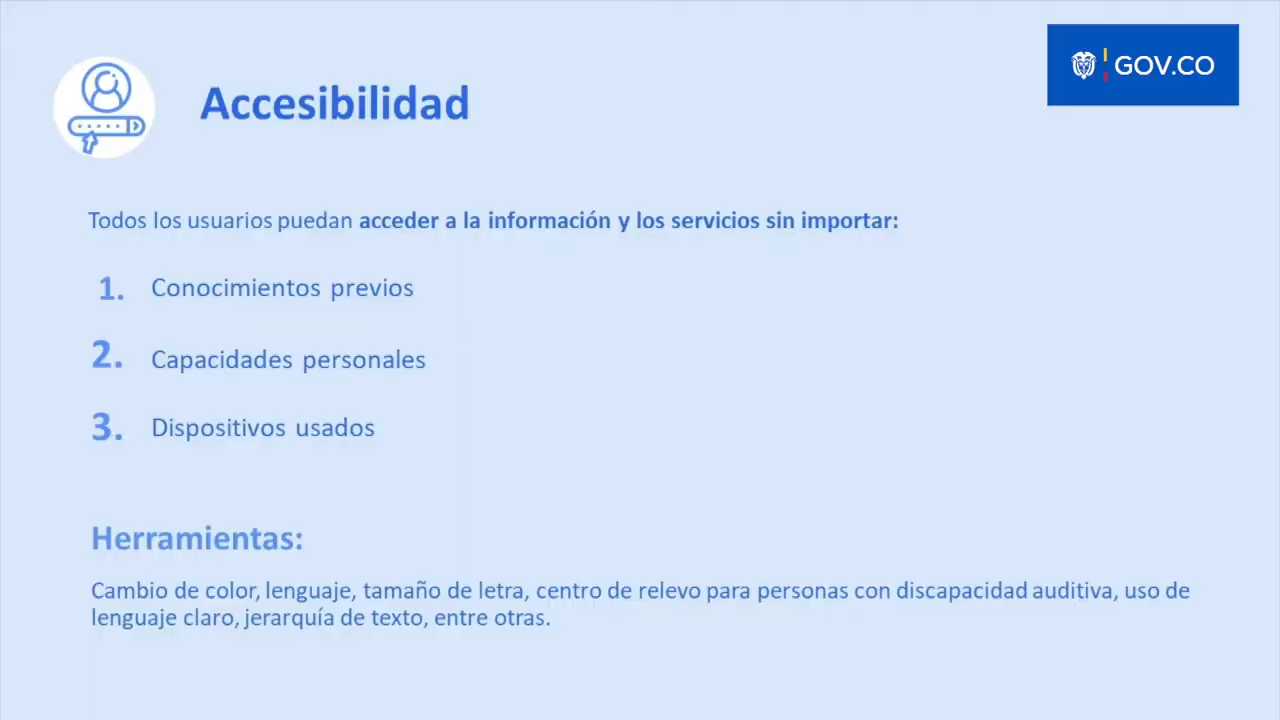 GOV.CO
Accesibilidad
Todos los usuarios puedan acceder a la información y los servicios sin importar:
1. Conocimientos previos
2. Capacidades personales
3. Dispositivos usados
Herramientas:
Cambio de color, lenguaje, tamaño de letra, centro de relevo para personas con discapacidad auditiva, uso de
lenguaje claro, jerarquía de texto, entre otras.